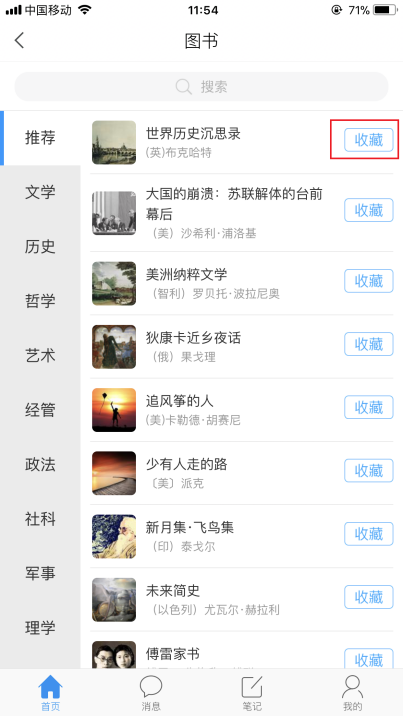 中国移动 11:54 71%
图书
搜索
推荐
文学
历史
哲学
艺术
经管
政法
社科
军事
理学
世界历史沉思录
(英)布克哈特
收藏
大国的崩溃：苏联解体的台前
幕后
（美）沙希利·浦洛基
收藏
美洲纳粹文学
（智利）罗贝托·波拉尼奥
收藏
狄康卡近乡夜话
（俄）果戈理
收藏
追风筝的人
(美)卡勒德·胡赛尼
收藏
少有人走的路
〔美〕派克
收藏
新月集·飞鸟集
（印）泰戈尔
收藏
未来简史
（以色列）尤瓦尔·赫拉利
收藏
傅雷家书
收藏
首页
消息
笔记
我的